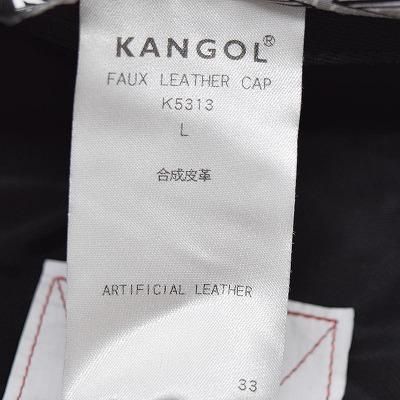 KANGOL®
FAUX LEATHER CAP
K5313
L
合成皮革
ARTIFICIAL LEATHER
33